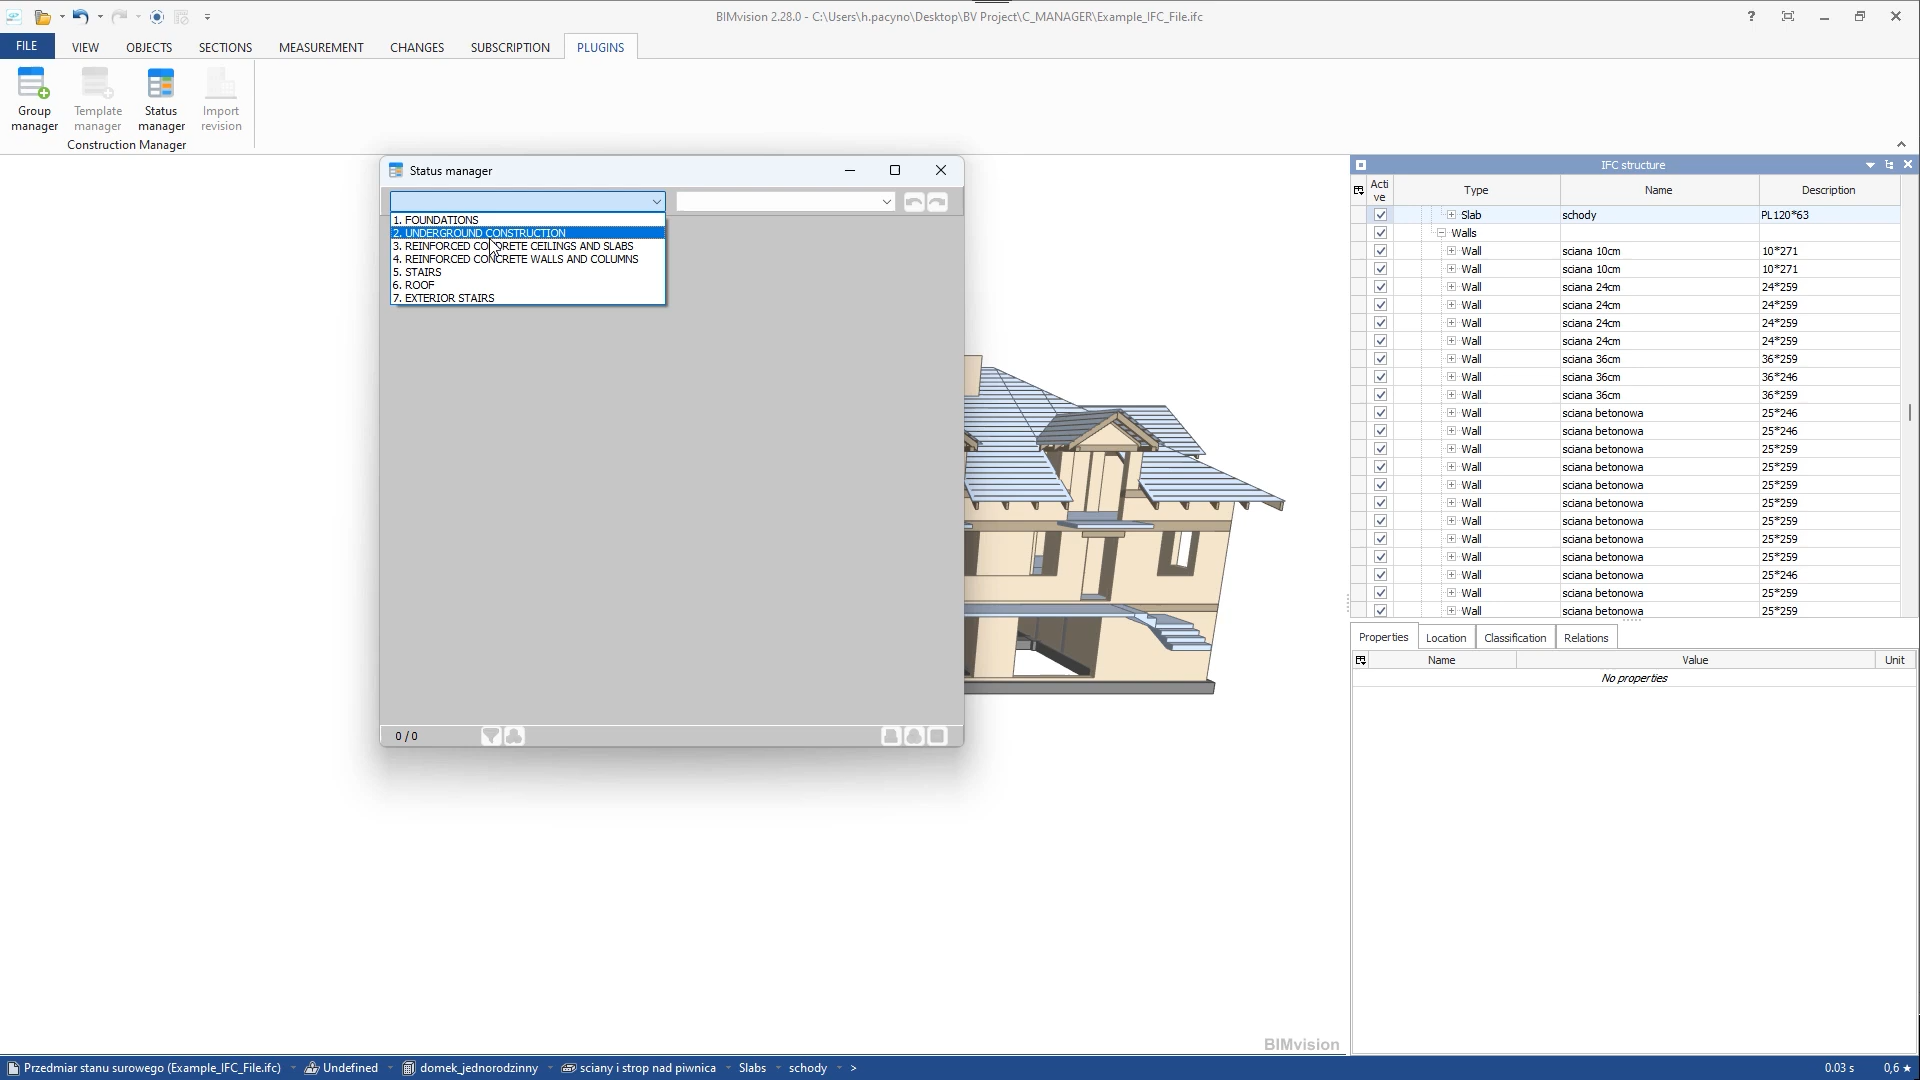 BIMvision 2.28.0 - C:\Users\h.pacyno\Desktop\BV Project\C_MANAGER\Example_IFC_File.ifc
FILE VIEW OBJECTS SECTIONS MEASUREMENT CHANGES SUBSCRIPTION PLUGINS
Group manager
Template manager
Status manager
Import revision
Construction Manager
Status manager
1. FOUNDATIONS
2. UNDERGROUND CONSTRUCTION
3. REINFORCED CONCRETE CEILINGS AND SLABS
4. REINFORCED CONCRETE WALLS AND COLUMNS
5. STAIRS
6. ROOF
7. EXTERIOR STAIRS
0 / 0
IFC structure
Active Type Name Description
Slab schody PL120*63
Walls
Wall sciana 10cm 10*271
Wall sciana 10cm 10*271
Wall sciana 24cm 24*259
Wall sciana 24cm 24*259
Wall sciana 24cm 24*259
Wall sciana 24cm 24*259
Wall sciana 36cm 36*259
Wall sciana 36cm 36*246
Wall sciana 36cm 36*259
Wall sciana betonowa 25*246
Wall sciana betonowa 25*246
Wall sciana betonowa 25*259
Wall sciana betonowa 25*259
Wall sciana betonowa 25*259
Wall sciana betonowa 25*259
Wall sciana betonowa 25*259
Wall sciana betonowa 25*259
Wall sciana betonowa 25*259
Wall sciana betonowa 25*246
Wall sciana betonowa 25*259
Wall sciana betonowa 25*259
Properties Location Classification Relations
Name Value Unit
No properties
BIMvision
Przedmiar stanu surowego (Example_IFC_File.ifc) Undefined domek_jednorodzinny sciany i strop nad piwnica Slabs schody > 0.03 s 0,6 ★